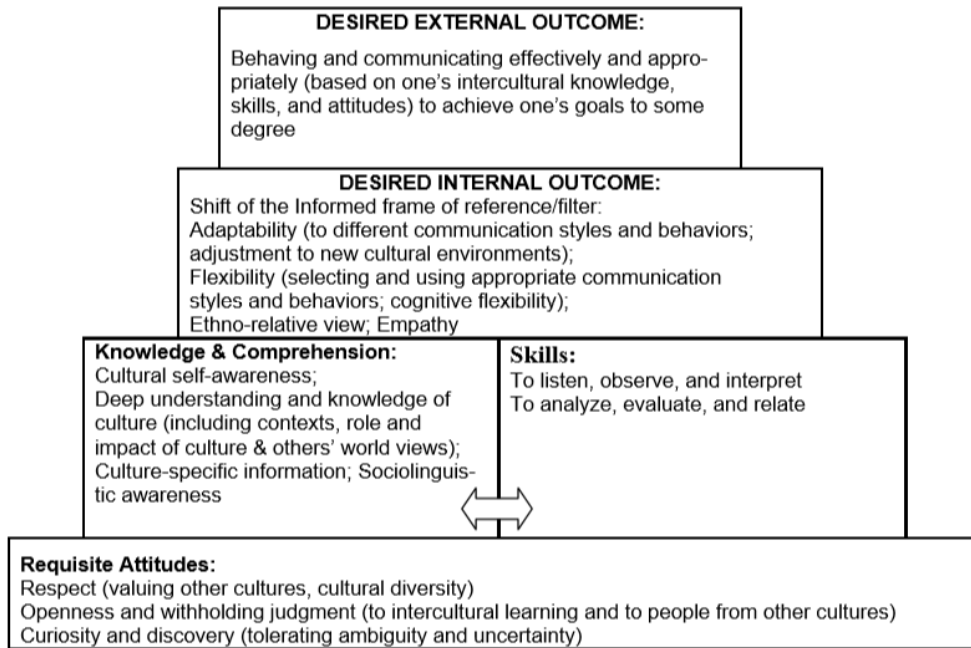 DESIRED EXTERNAL OUTCOME:
Behaving and communicating effectively and appro-
priately (based on one's intercultural knowledge,
skills, and attitudes) to achieve one's goals to some
degree
DESIRED INTERNAL OUTCOME:
Shift of the Informed frame of reference/filter:
Adaptability (to different communication styles and behaviors;
adjustment to new cultural environments);
Flexibility (selecting and using appropriate communication
styles and behaviors; cognitive flexibility);
Ethno-relative view; Empathy
Knowledge & Comprehension:
Cultural self-awareness;
Deep understanding and knowledge of
culture (including contexts, role and
impact of culture & others' world views);
Culture-specific information; Sociolinguis-
tic awareness
Skills:
To listen, observe, and interpret
To analyze, evaluate, and relate
Requisite Attitudes:
Respect (valuing other cultures, cultural diversity)
Openness and withholding judgment (to intercultural learning and to people from other cultures)
Curiosity and discovery (tolerating ambiguity and uncertainty)